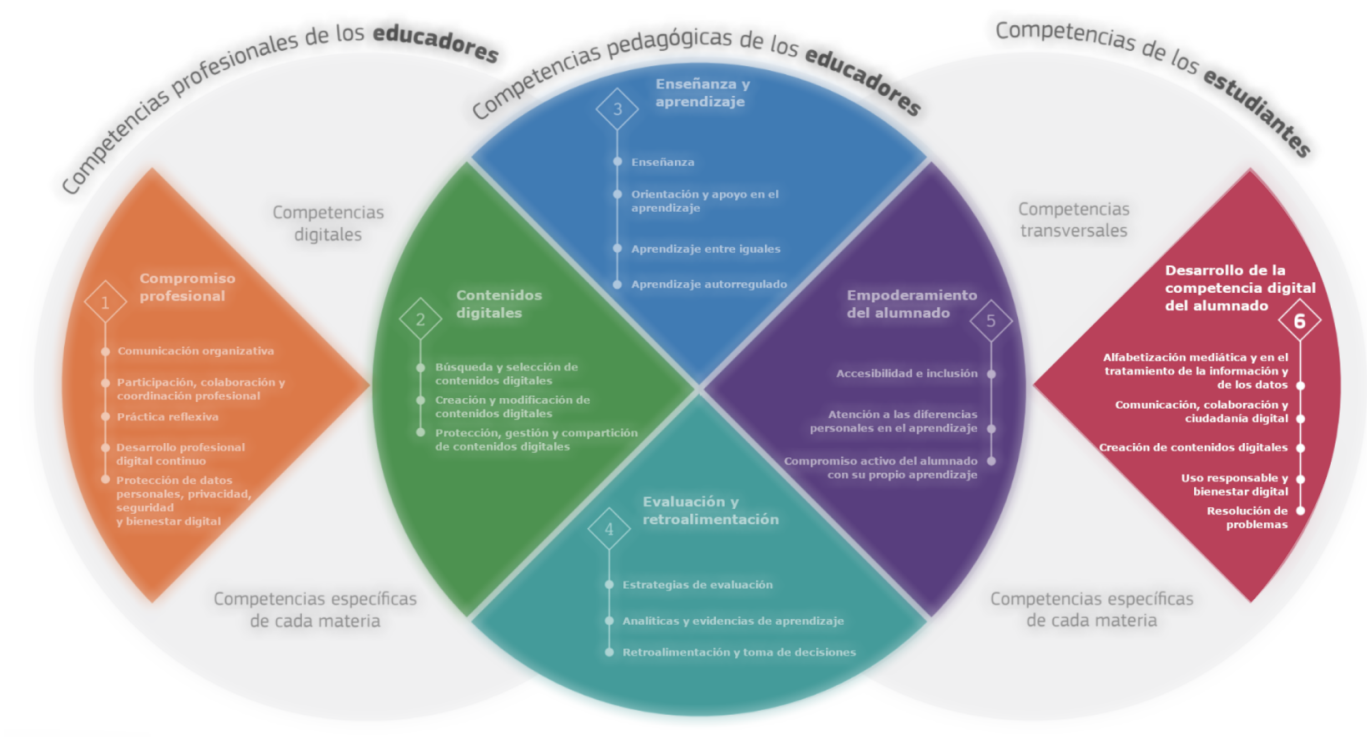 Competencias profesionales de los educadores
Competencias pedagógicas de los educadores
Competencias de los estudiantes
Competencias
digitales
Competencias
transversales
Competencias específicas
de cada materia
Competencias específicas
de cada materia
Compromiso
profesional
1
Comunicación organizativa
Participación, colaboración y
coordinación profesional
Práctica reflexiva
Desarrollo profesional
digital continuo
Protección de datos
personales, privacidad,
seguridad
y bienestar digital
Contenidos
digitales
2
Búsqueda y selección de
contenidos digitales
Creación y modificación de
contenidos digitales
Protección, gestión y compartición
de contenidos digitales
Enseñanza y
aprendizaje
3
Enseñanza
Orientación y apoyo en el
aprendizaje
Aprendizaje entre iguales
Aprendizaje autorregulado
Evaluación y
retroalimentación
4
Estrategias de evaluación
Analíticas y evidencias de aprendizaje
Retroalimentación y toma de decisiones
Empoderamiento
del alumnado
5
Accesibilidad e inclusión
Atención a las diferencias
personales en el aprendizaje
Compromiso activo del alumnado
con su propio aprendizaje
Desarrollo de la
competencia digital
del alumnado
6
Alfabetización mediática y en el
tratamiento de la información y
de los datos
Comunicación, colaboración y
ciudadanía digital
Creación de contenidos digitales
Uso responsable y
bienestar digital
Resolución de
problemas